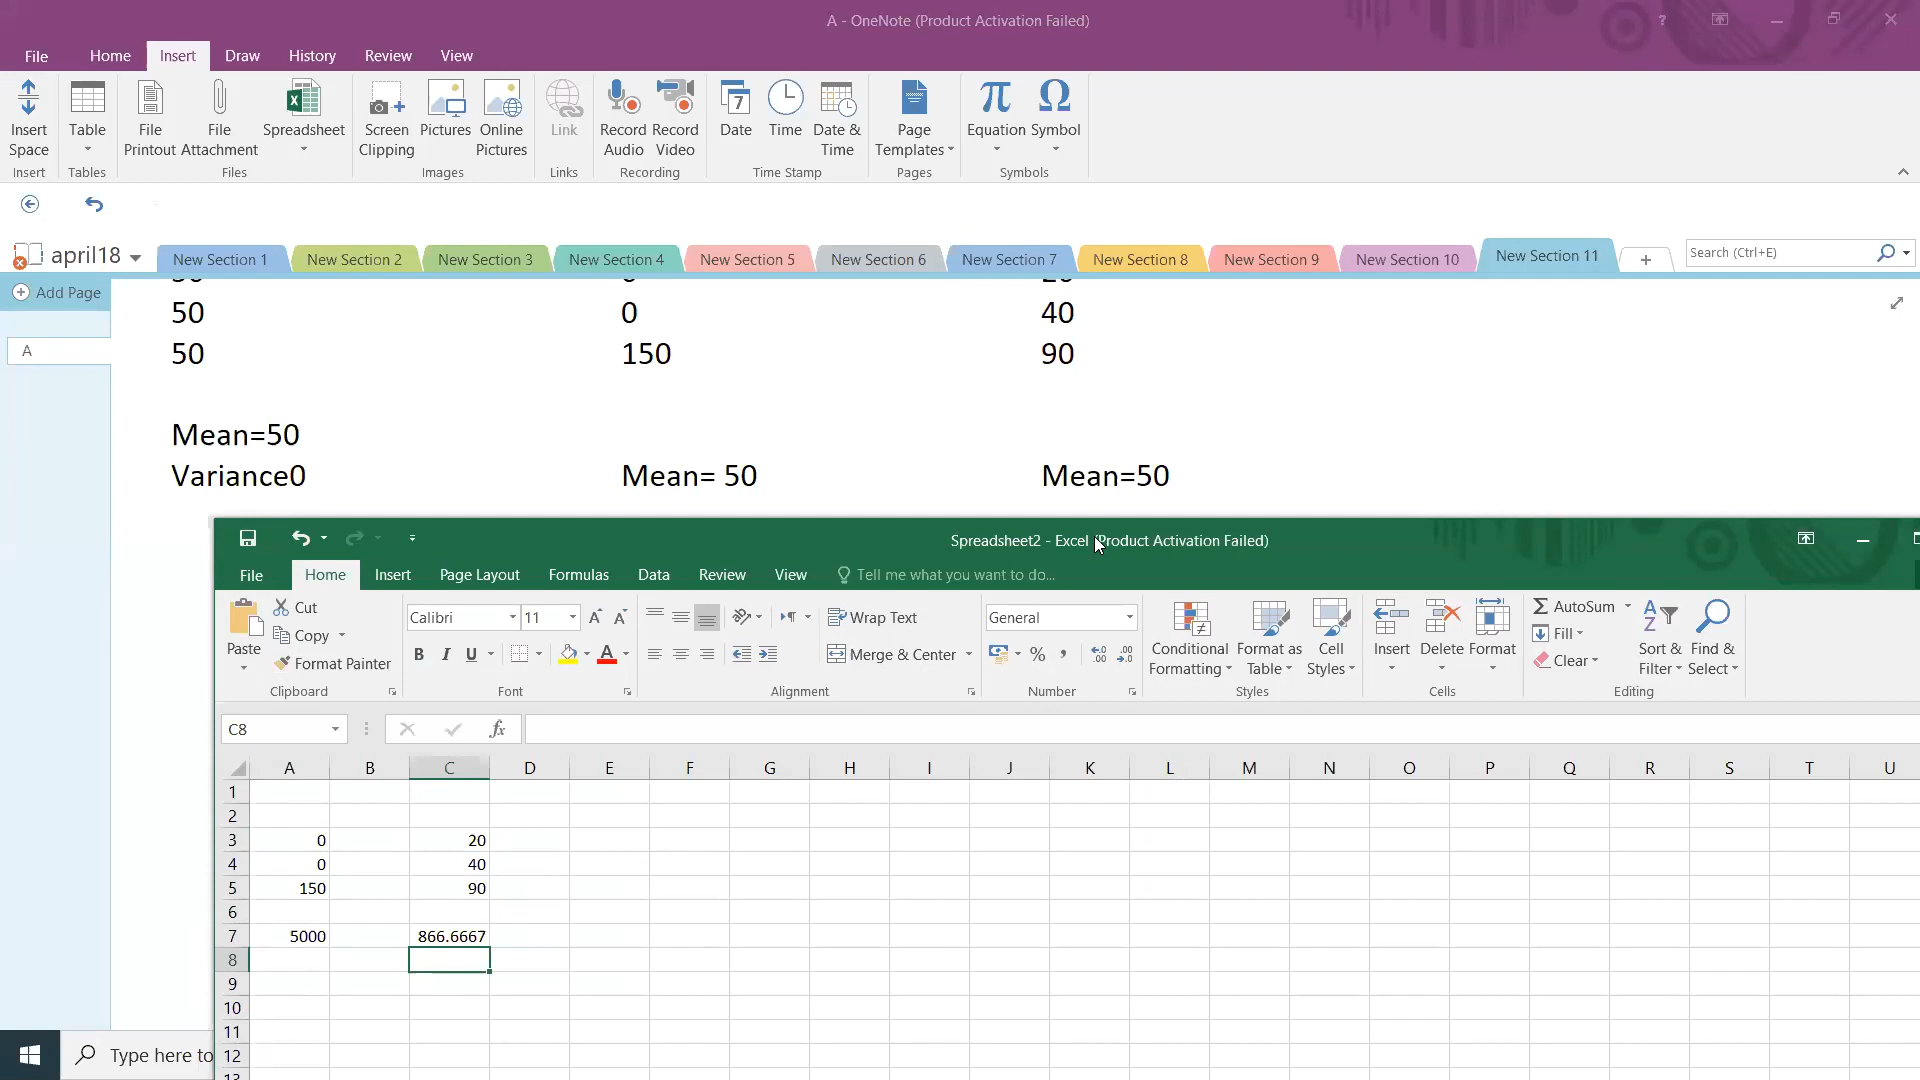 A - OneNote (Product Activation Failed)
File Home Insert Draw History Review View
Insert Space
Table
File Printout
File Attachment
Spreadsheet
Screen Clipping
Pictures
Online Pictures
Link
Record Audio
Record Video
Date
Time
Date & Time
Page Templates
Equation
Symbol
Insert Tables Files Images Links Recording Time Stamp Pages Symbols
april18 New Section 1 New Section 2 New Section 3 New Section 4 New Section 5 New Section 6 New Section 7 New Section 8 New Section 9 New Section 10 New Section 11 + Search (Ctrl+E)
Add Page
A
50 0 40
50 150 90
Mean=50
Variance0 Mean= 50 Mean=50
Spreadsheet2 - Excel (Product Activation Failed)
File Home Insert Page Layout Formulas Data Review View Tell me what you want to do...
Paste
Cut
Copy
Format Painter
Calibri 11
B I U
Wrap Text
Merge & Center
General
Conditional Formatting
Format as Table
Cell Styles
Insert Delete Format
AutoSum
Fill
Clear
Sort & Filter
Find & Select
Clipboard Font Alignment Number Styles Cells Editing
C8 fx
A B C D E F G H I J K L M N O P Q R S T U
1
2
3 0 20
4 0 40
5 150 90
6
7 5000 866.6667
8
9
10
11
12
Type here to